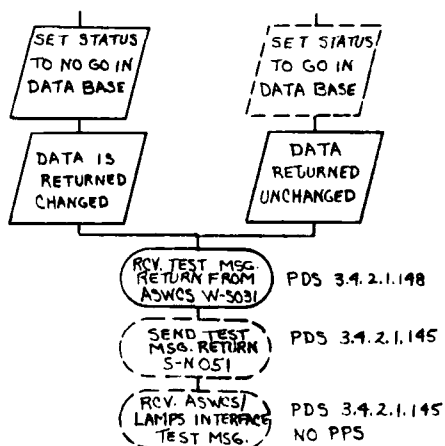 SET STATUS
TO NO GO IN
DATA BASE
SET STATUS
TO GO IN
DATA BASE
DATA IS
RETURNED
CHANGED
DATA
RETURNED
UNCHANGED
RCV. TEST MSG.
RETURN FROM
ASWCS W-S031
PDS 3.4.2.1.148
SEND TEST
MSG. RETURN
S-N051
PDS 3.4.2.1.145
RCV. ASWCS/
LAMPS INTERFACE
TEST MSG.
PDS 3.4.2.1.145
NO PPS